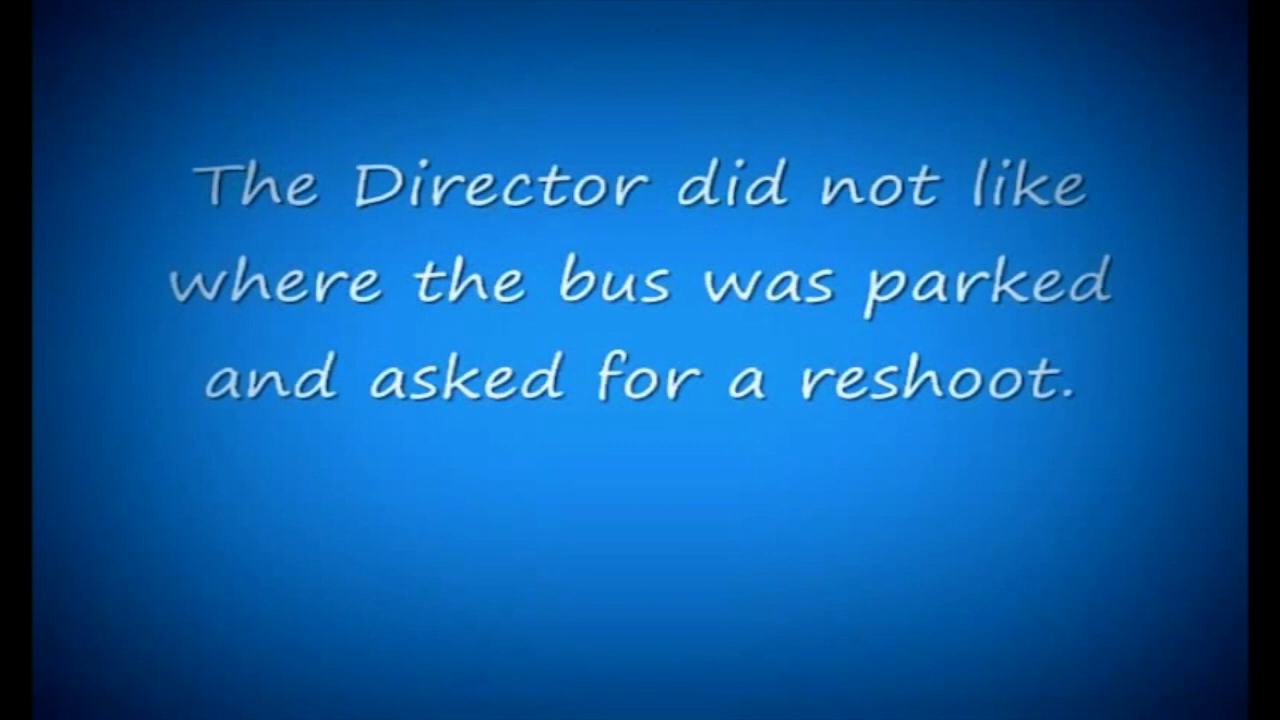 The Director did not like
where the bus was parked
and asked for a reshoot.